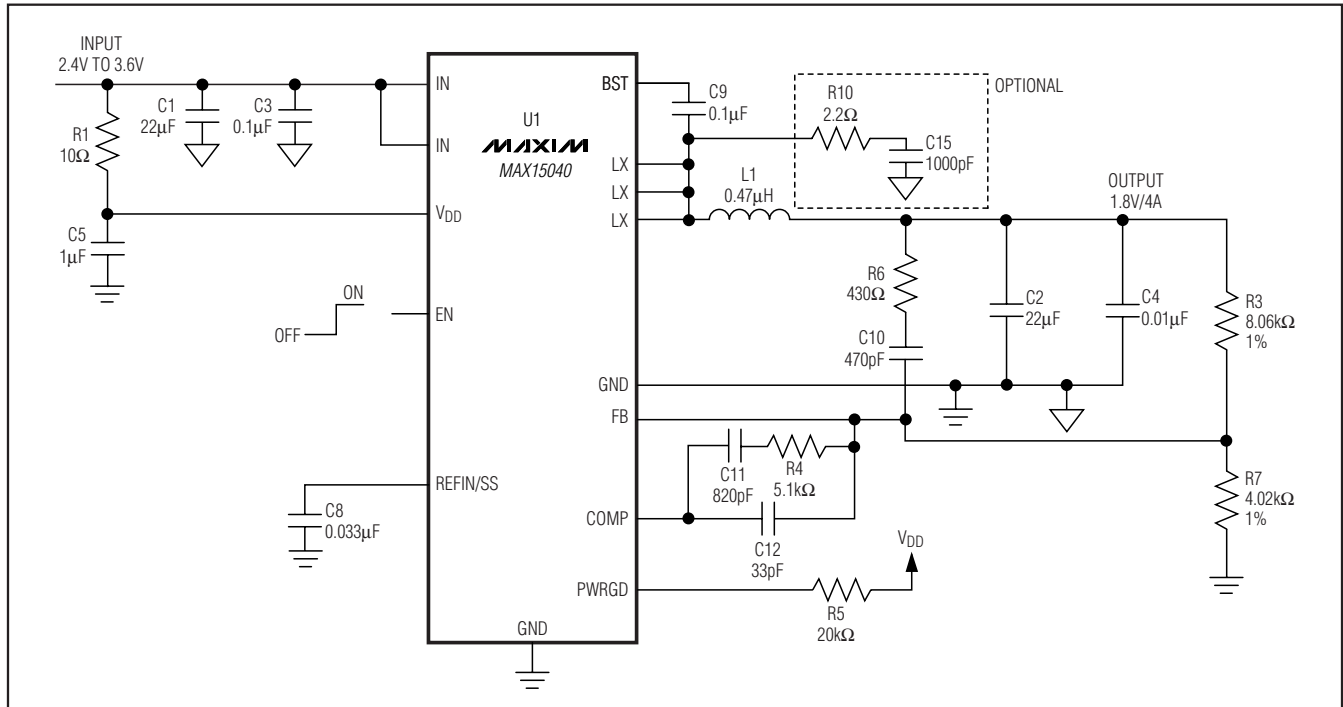 INPUT
2.4V TO 3.6V
R1
10Ω
C1
22µF
C3
0.1µF
C5
1µF
OFF
ON
C8
0.033µF
IN
IN
VDD
EN
REFIN/SS
U1
MAXIM
MAX15040
GND
BST
LX
LX
LX
GND
FB
COMP
PWRGD
C9
0.1µF
R10
2.2Ω
C15
1000pF
OPTIONAL
L1
0.47µH
OUTPUT
1.8V/4A
R6
430Ω
C10
470pF
C2
22µF
C4
0.01µF
R3
8.06kΩ
1%
C11
820pF
R4
5.1kΩ
C12
33pF
R7
4.02kΩ
1%
VDD
R5
20kΩ